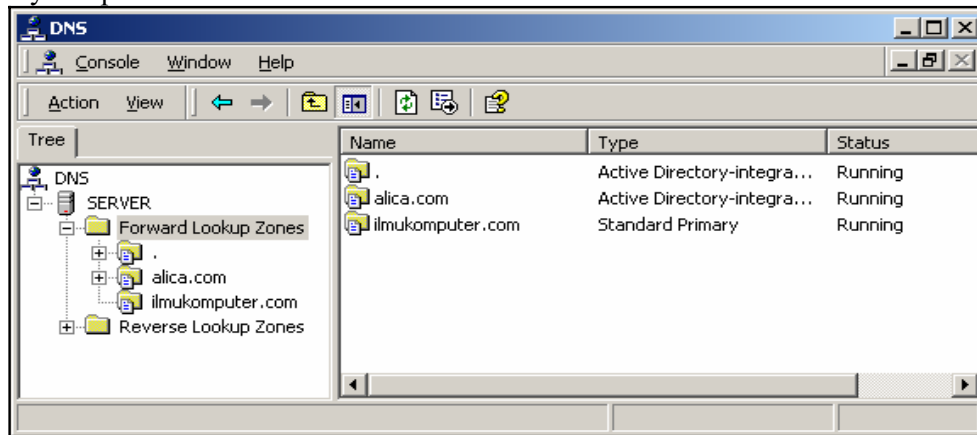 DNS
Console Window Help
Action View
Tree
Name Type Status
DNS
SERVER
Forward Lookup Zones
.
alica.com
ilmukomputer.com
Reverse Lookup Zones
. Active Directory-integra... Running
alica.com Active Directory-integra... Running
ilmukomputer.com Standard Primary Running